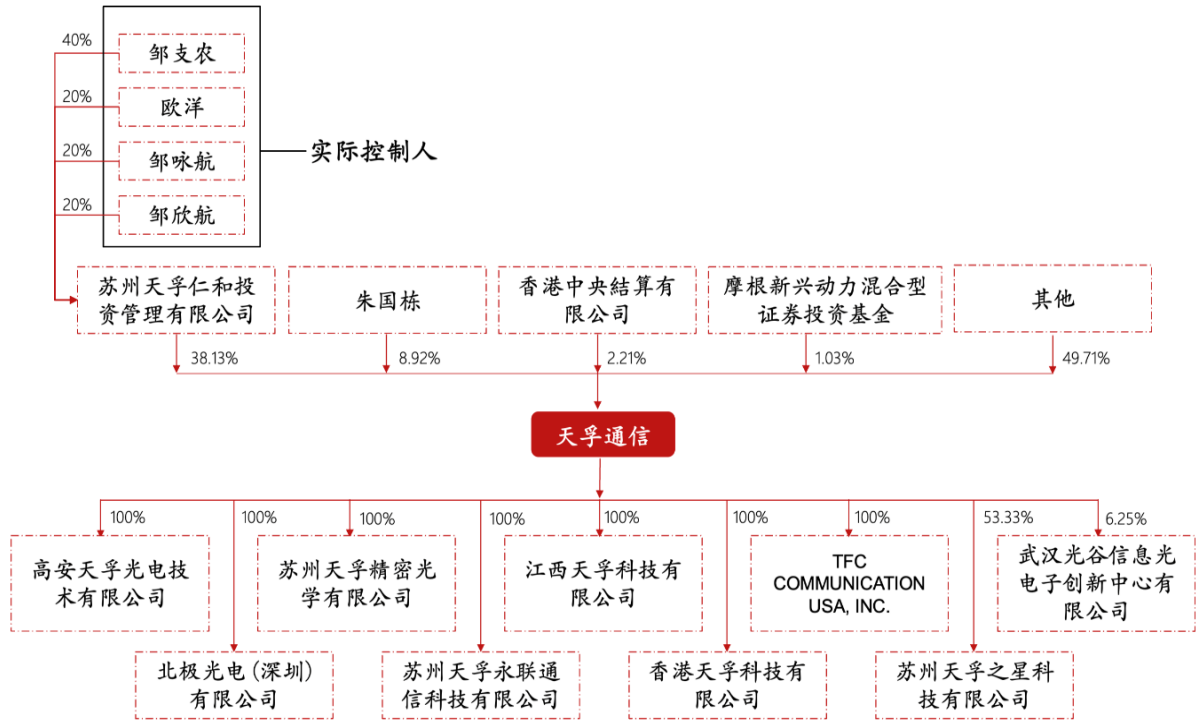 40%
邹支农
20%
欧洋
20%
邹咏航
20%
邹欣航
实际控制人
苏州天孚仁和投
资管理有限公司
朱国栋
香港中央結算有
限公司
摩根新兴动力混合型
证券投资基金
其他
38.13%
8.92%
2.21%
1.03%
49.71%
天孚通信
100%
100%
100%
100%
100%
100%
100%
53.33%
6.25%
高安天孚光电技
术有限公司
苏州天孚精密光
学有限公司
江西天孚科技有
限公司
TFC
COMMUNICATION
USA, INC.
武汉光谷信息光
电子创新中心有
限公司
北极光电(深圳)
有限公司
苏州天孚永联通
信科技有限公司
香港天孚科技有
限公司
苏州天孚之星科
技有限公司